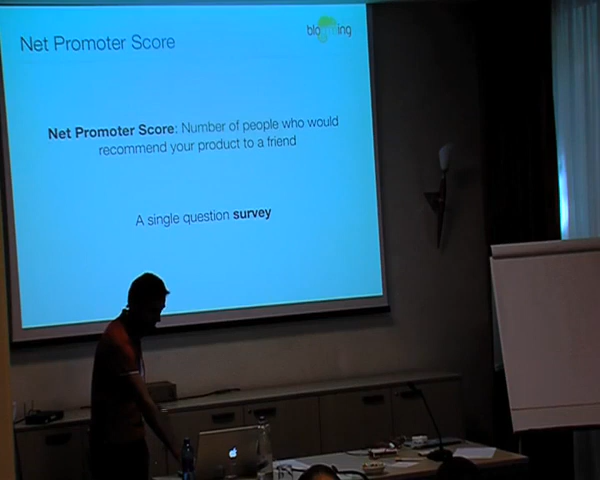 Net Promoter Score
blooming
Net Promoter Score: Number of people who would
recommend your product to a friend
A single question survey